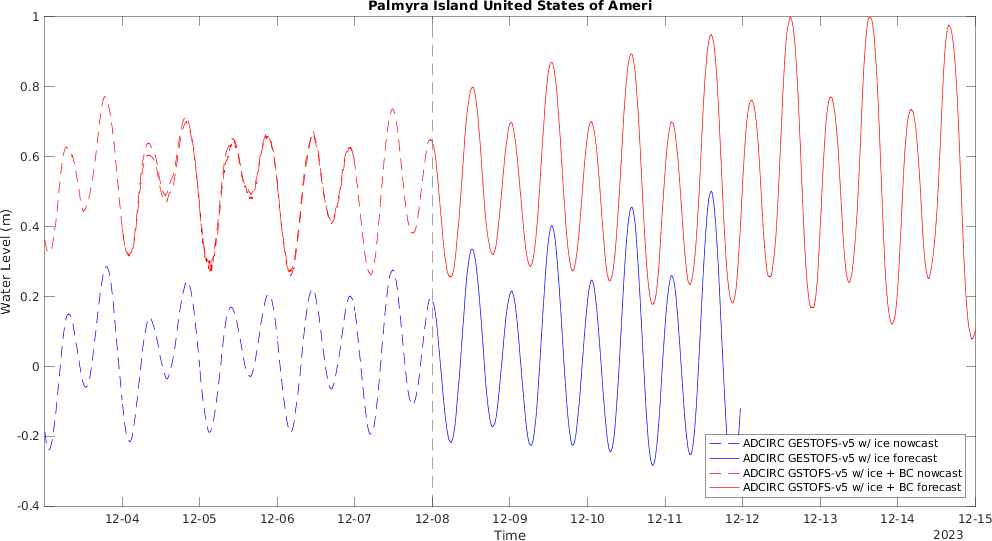 Palmyra Island United States of Ameri
1
0.8
0.6
0.4
0.2
0
-0.2
-0.4
Water Level (m)
ADCIRC GESTOFS-v5 w/ ice nowcast
ADCIRC GESTOFS-v5 w/ ice forecast
ADCIRC GSTOFS-v5 w/ ice + BC nowcast
ADCIRC GSTOFS-v5 w/ ice + BC forecast
12-04 12-05 12-06 12-07 12-08 12-09 12-10 12-11 12-12 12-13 12-14 12-15
Time
2023